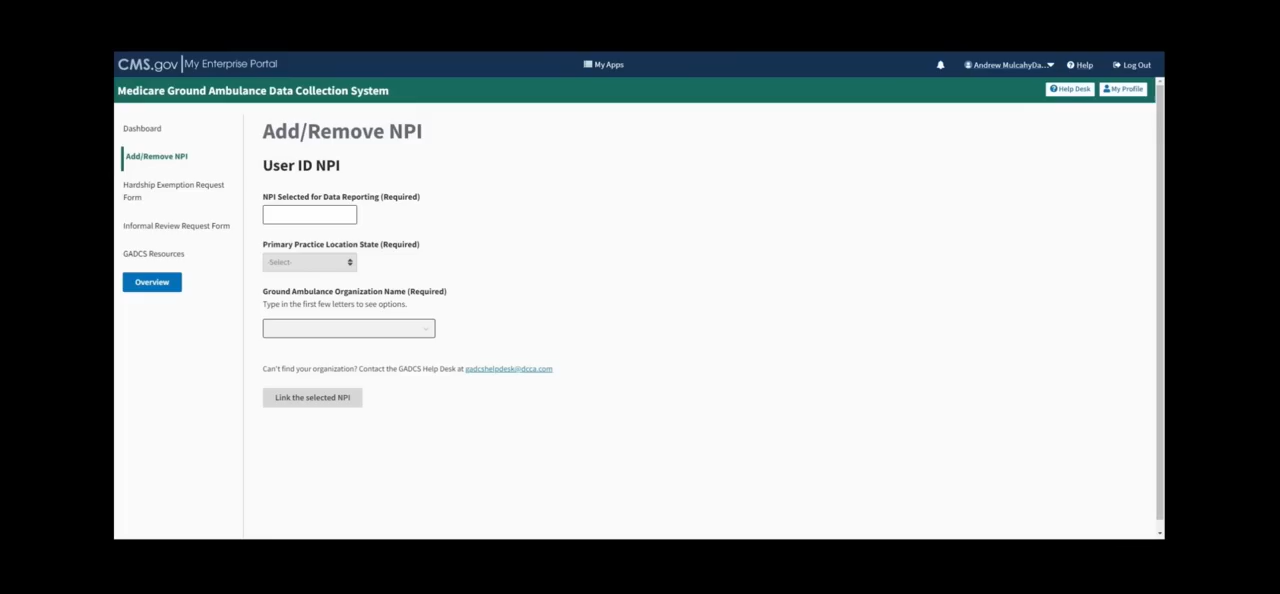 CMS.gov My Enterprise Portal
My Apps
Andrew MulcahyDa...
Help
Log Out
Medicare Ground Ambulance Data Collection System
Help Desk
My Profile
Dashboard
Add/Remove NPI
Hardship Exemption Request
Form
Informal Review Request Form
GADCS Resources
Overview
Add/Remove NPI
User ID NPI
NPI Selected for Data Reporting (Required)
Primary Practice Location State (Required)
-Select-
Ground Ambulance Organization Name (Required)
Type in the first few letters to see options.
Can't find your organization? Contact the GADCS Help Desk at gadcshelpdesk@dcca.com
Link the selected NPI